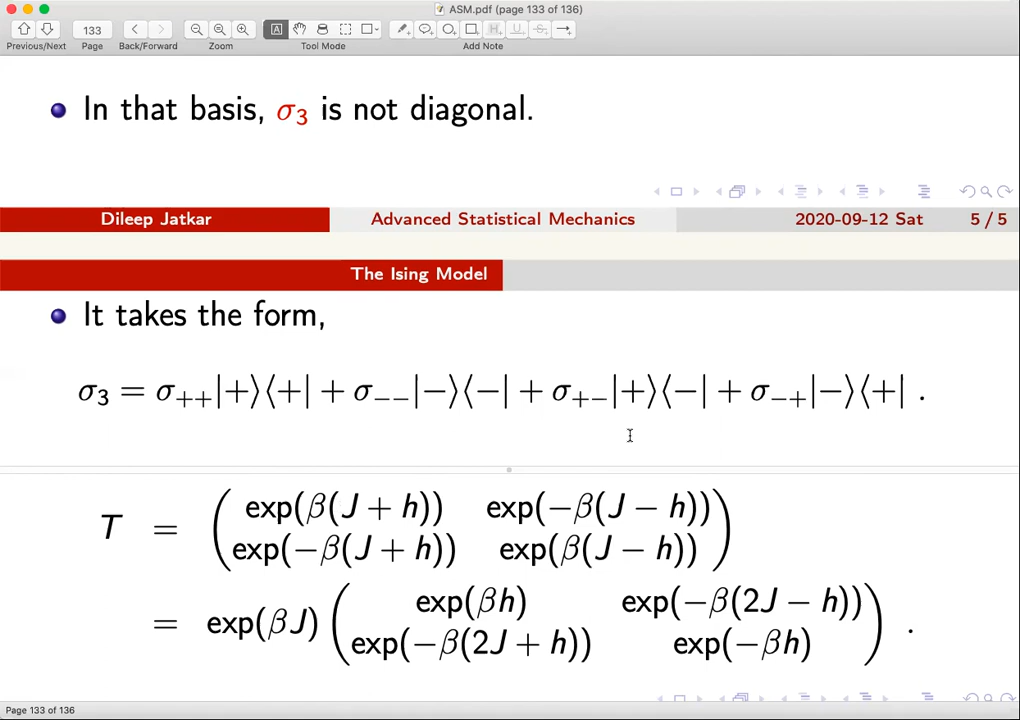 ASM.pdf (page 133 of 136)
133
Previous/Next Page Back/Forward Zoom Tool Mode Add Note
In that basis, σ₃ is not diagonal.
Dileep Jatkar Advanced Statistical Mechanics 2020-09-12 Sat 5 / 5
The Ising Model
It takes the form,
σ₃ = σ₊₊|+⟩⟨+| + σ₋₋|−⟩⟨−| + σ₊₋|+⟩⟨−| + σ₋₊|−⟩⟨+| .
T = ( exp(β(J + h)) exp(−β(J − h))
exp(−β(J + h)) exp(β(J − h)) )
= exp(βJ) ( exp(βh) exp(−β(2J − h))
exp(−β(2J + h)) exp(−βh) ) .
Page 133 of 136